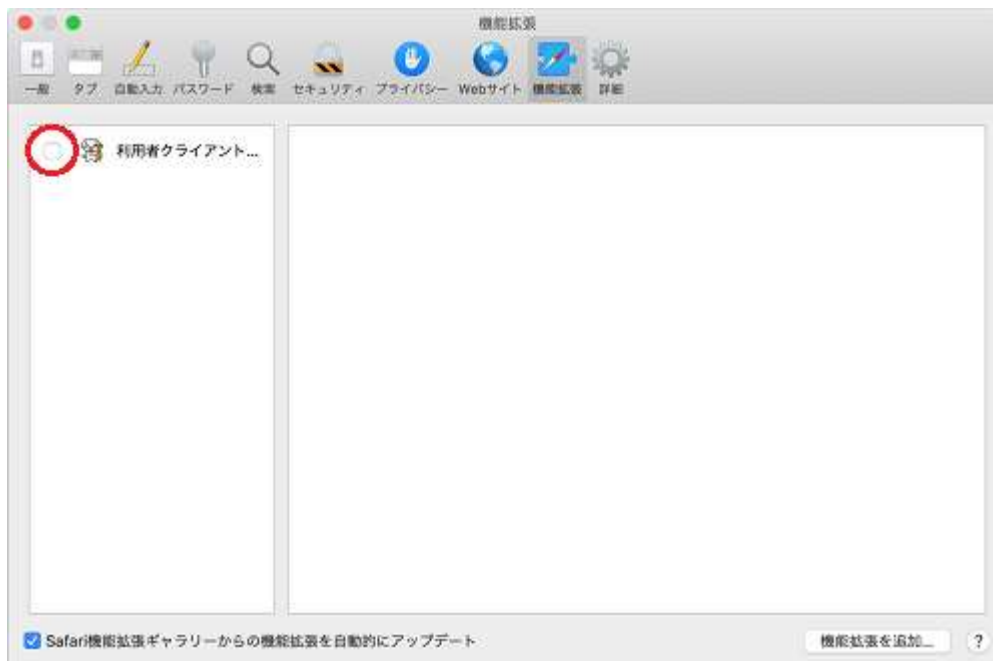 機能拡張
一般 タブ 自動入力 パスワード 検索 セキュリティ プライバシー Webサイト 機能拡張 詳細
利用者クライアント...
Safari機能拡張ギャラリーからの機能拡張を自動的にアップデート
機能拡張を追加... ?